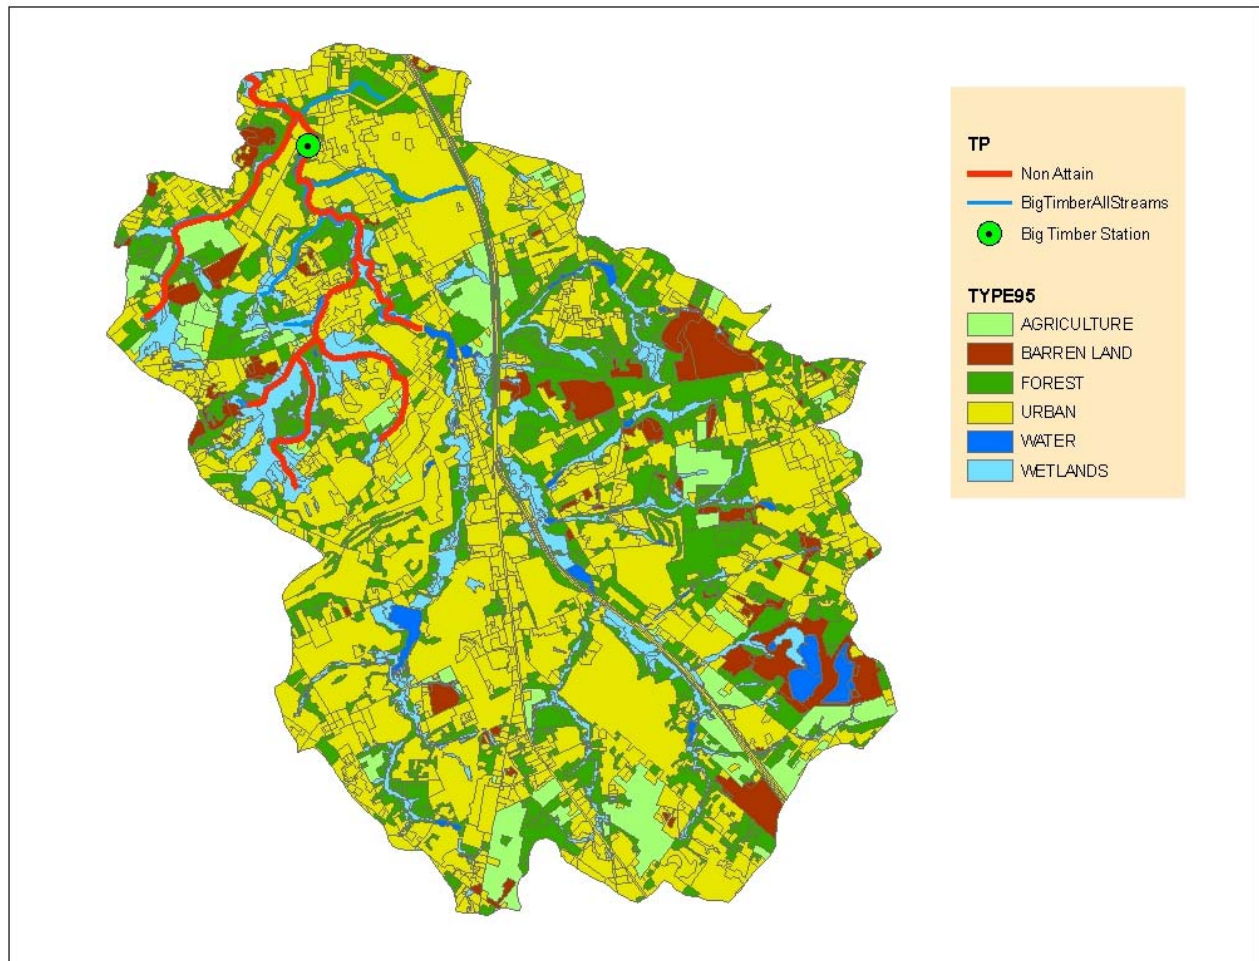 TP
Non Attain
BigTimberAllStreams
Big Timber Station
TYPE95
AGRICULTURE
BARREN LAND
FOREST
URBAN
WATER
WETLANDS